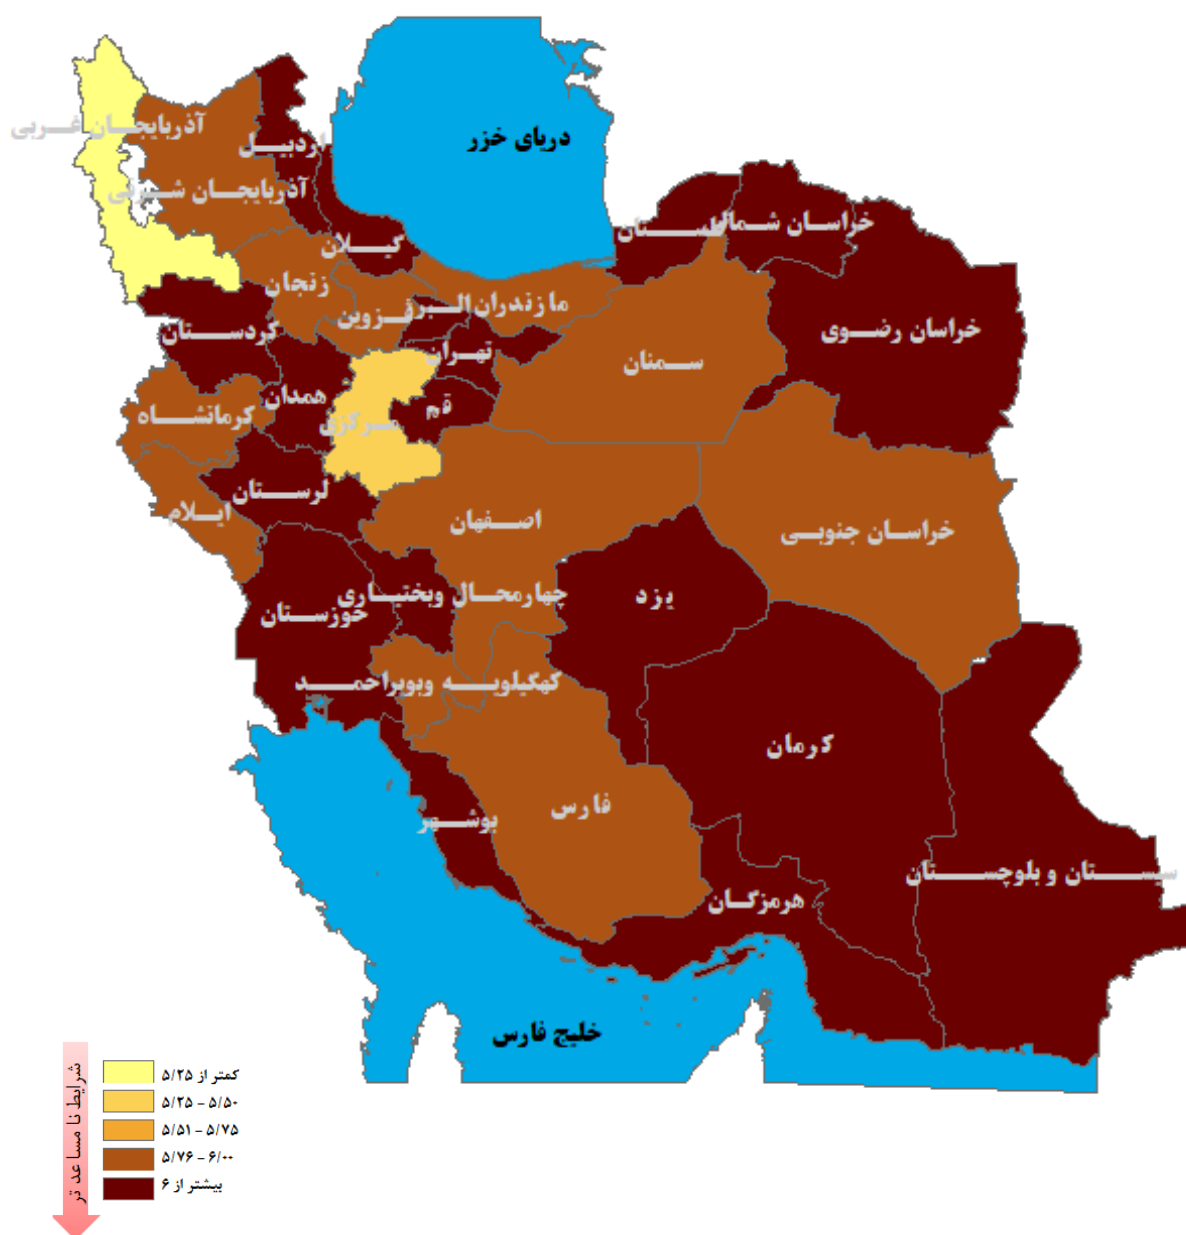 دریای خزر
آذربایجان غربی
اردبیل
آذربایجان شرقی
گیلان
گلستان
خراسان شمالی
زنجان
قزوین
البرز
مازندران
خراسان رضوی
کردستان
تهران
سمنان
همدان
قم
مرکزی
کرمانشاه
لرستان
ایلام
اصفهان
خراسان جنوبی
چهارمحال وبختیاری
یزد
خوزستان
کهگیلویه وبویراحمد
کرمان
فارس
بوشهر
سیستان و بلوچستان
هرمزگان
خلیج فارس
شرایط نا مساعد تر
کمتر از ۵/۲۵
۵/۲۵ - ۵/۵۰
۵/۵۱ - ۵/۷۵
۵/۷۶ - ۶/۰۰
بیشتر از ۶